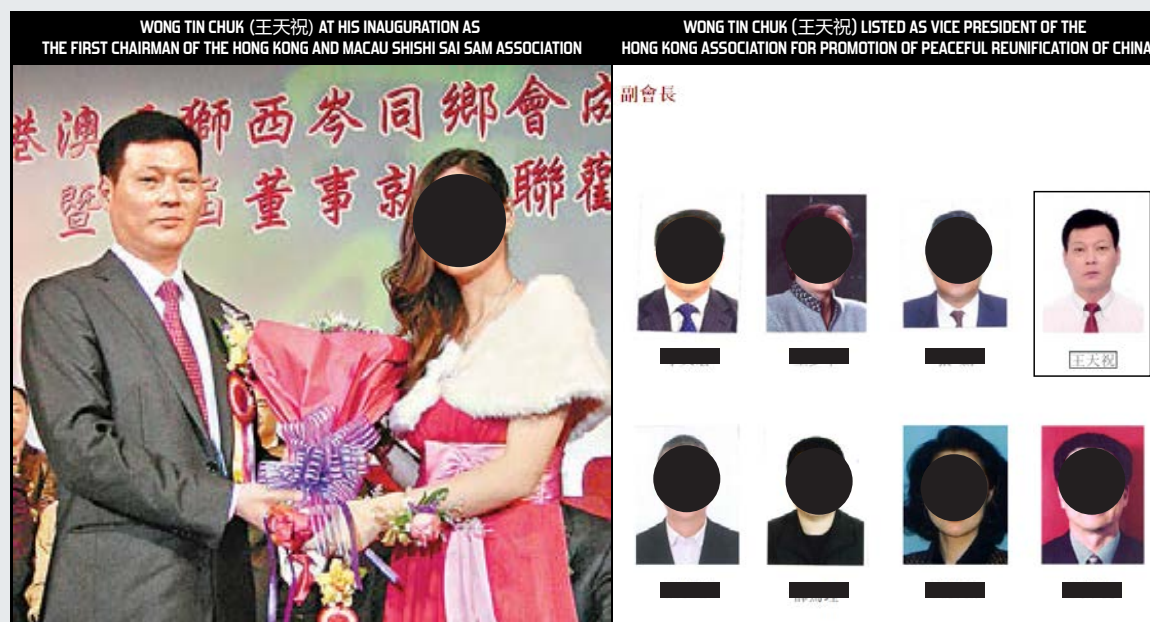 WONG TIN CHUK (王天祝) AT HIS INAUGURATION AS
THE FIRST CHAIRMAN OF THE HONG KONG AND MACAU SHISHI SAI SAM ASSOCIATION
港澳 獅西岑同鄉會成
暨 屆董事就 聯歡
WONG TIN CHUK (王天祝) LISTED AS VICE PRESIDENT OF THE
HONG KONG ASSOCIATION FOR PROMOTION OF PEACEFUL REUNIFICATION OF CHINA
副會長
王天祝